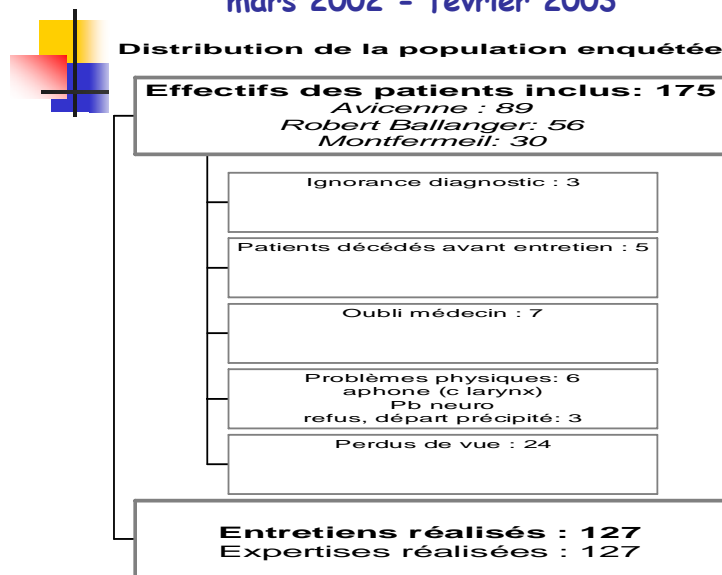 mars 2002 - février 2003
Distribution de la population enquétée
Effectifs des patients inclus: 175
Avicenne : 89
Robert Ballanger: 56
Montfermeil: 30
Ignorance diagnostic : 3
Patients décédés avant entretien : 5
Oubli médecin : 7
Problèmes physiques: 6
aphone (c larynx)
Pb neuro
refus, départ précipité: 3
Perdus de vue : 24
Entretiens réalisés : 127
Expertises réalisées : 127